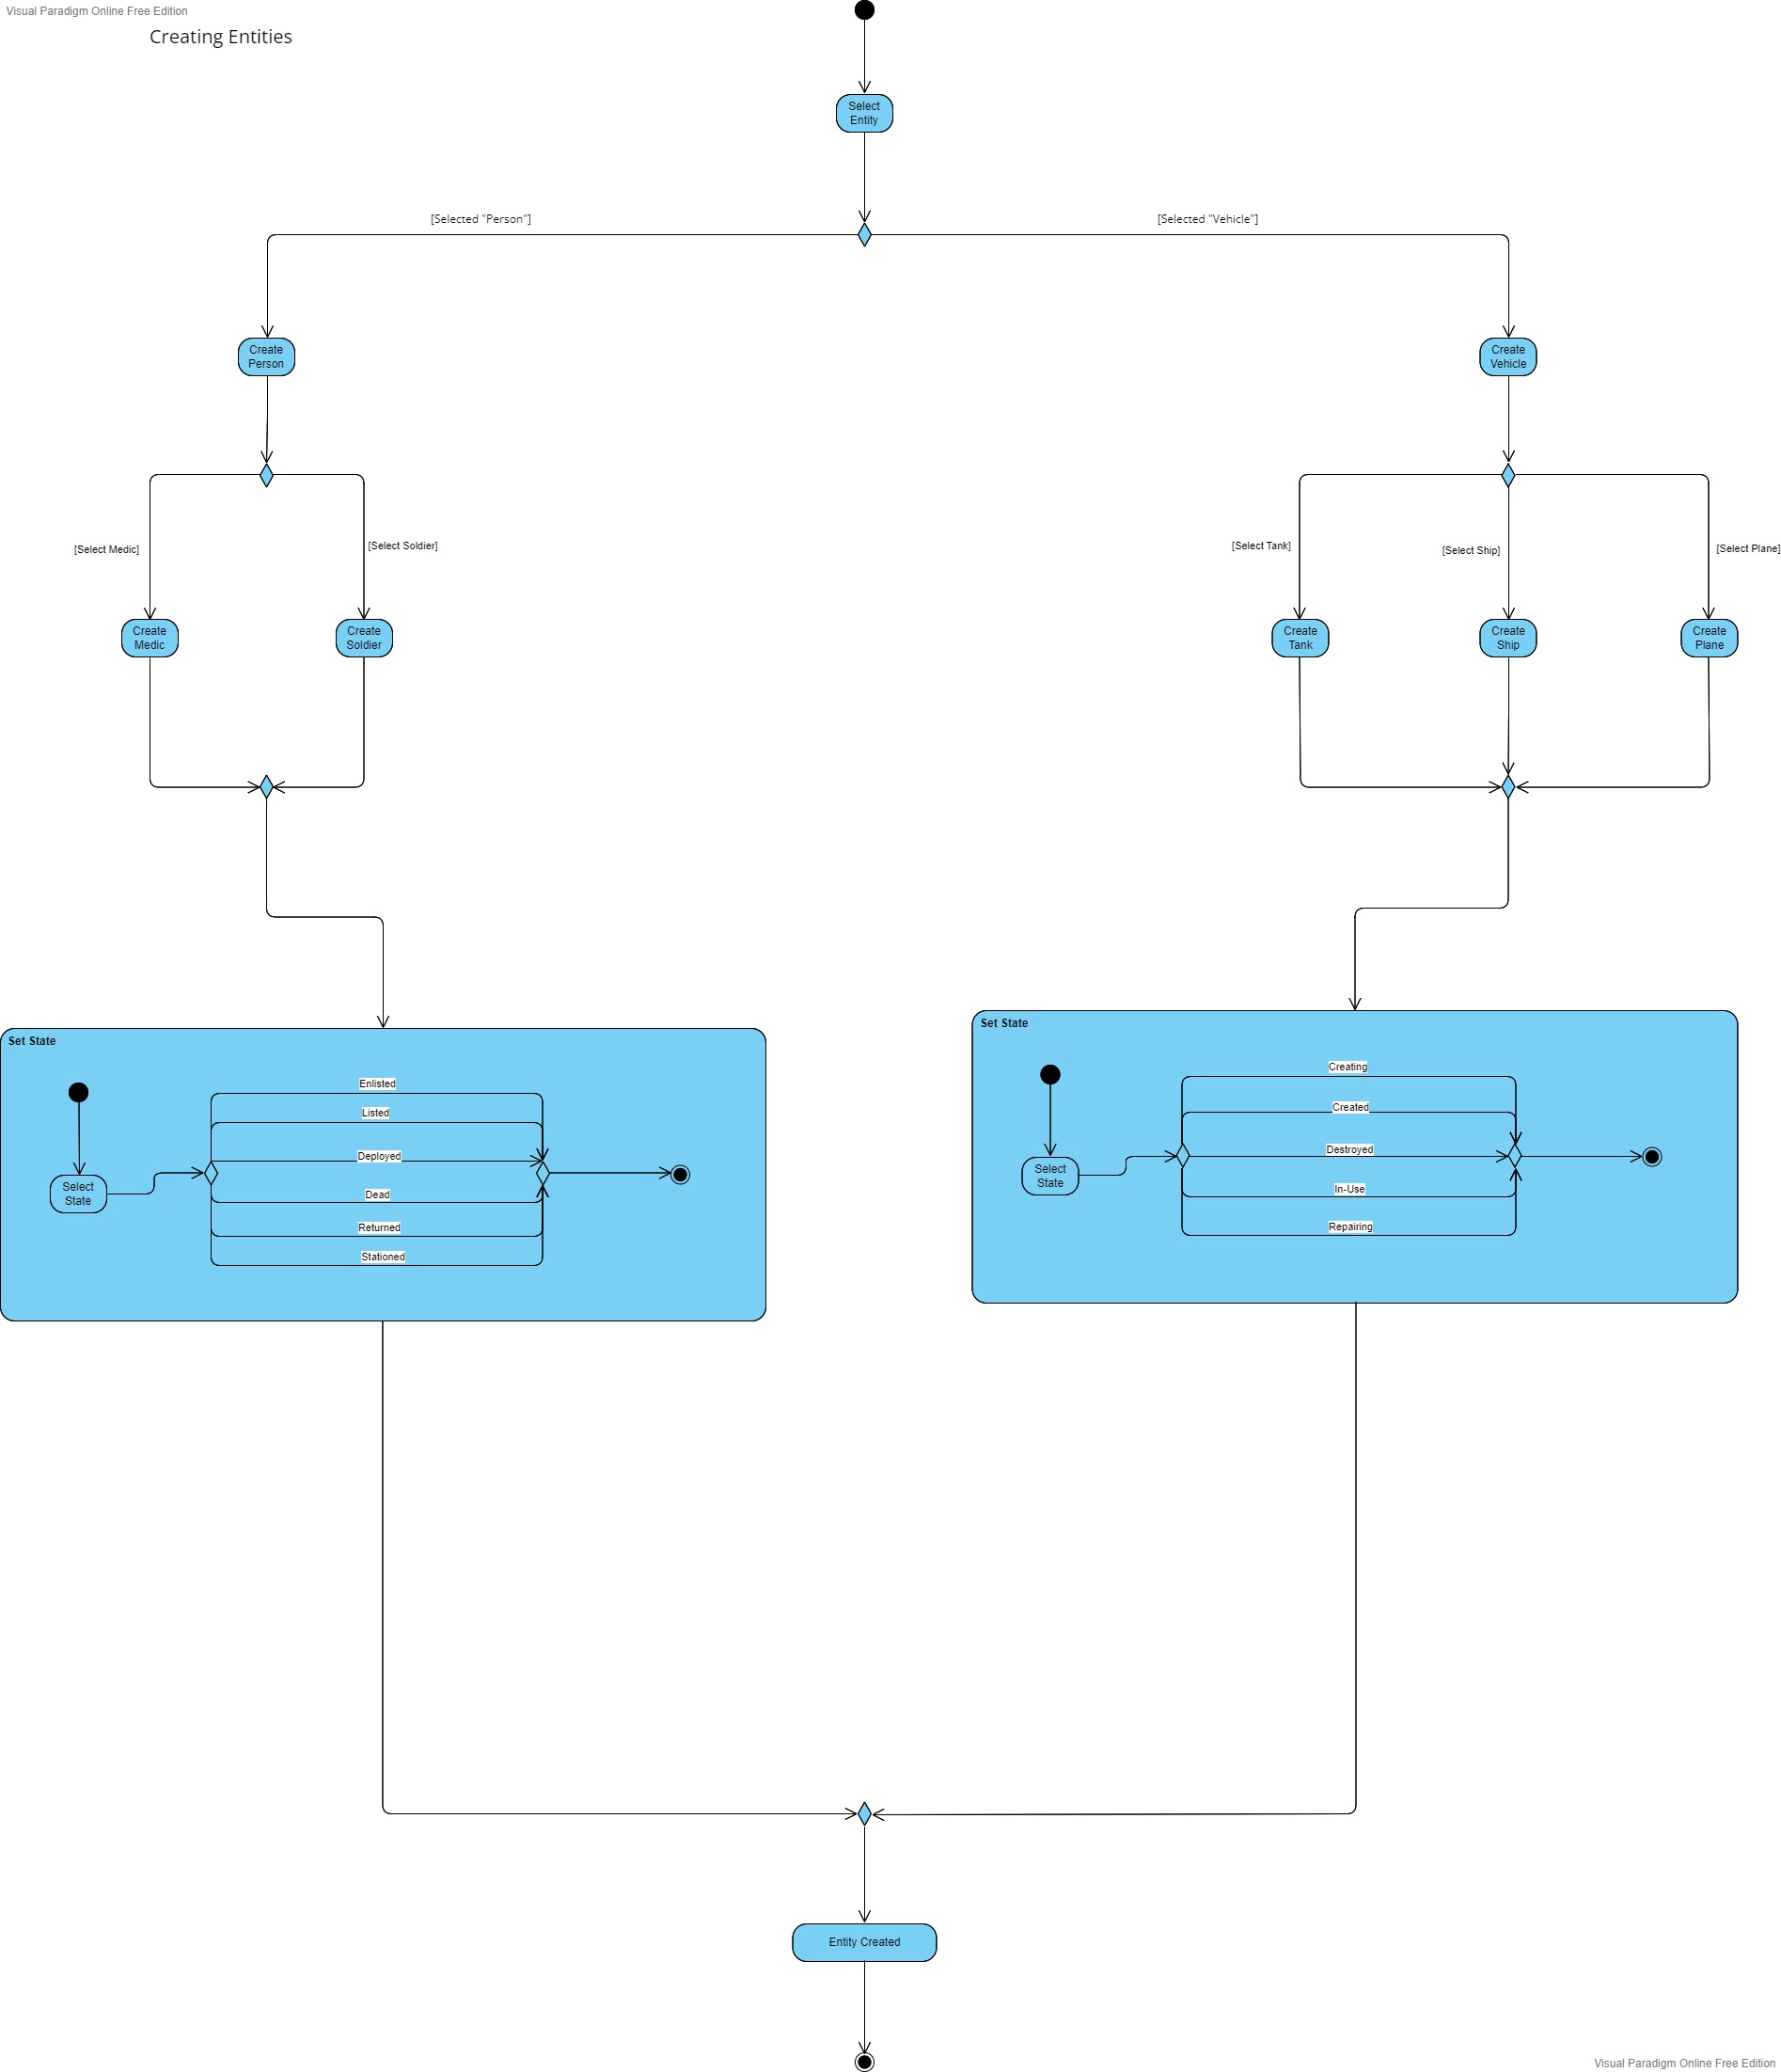 Visual Paradigm Online Free Edition
Creating Entities
Select
Entity
[Selected "Person"]
[Selected "Vehicle"]
Create
Person
Create
Vehicle
[Select Medic]
[Select Soldier]
[Select Tank]
[Select Ship]
[Select Plane]
Create
Medic
Create
Soldier
Create
Tank
Create
Ship
Create
Plane
Set State
Enlisted
Listed
Deployed
Select
State
Dead
Returned
Stationed
Set State
Creating
Created
Destroyed
Select
State
In-Use
Repairing
Entity Created
Visual Paradigm Online Free Edition